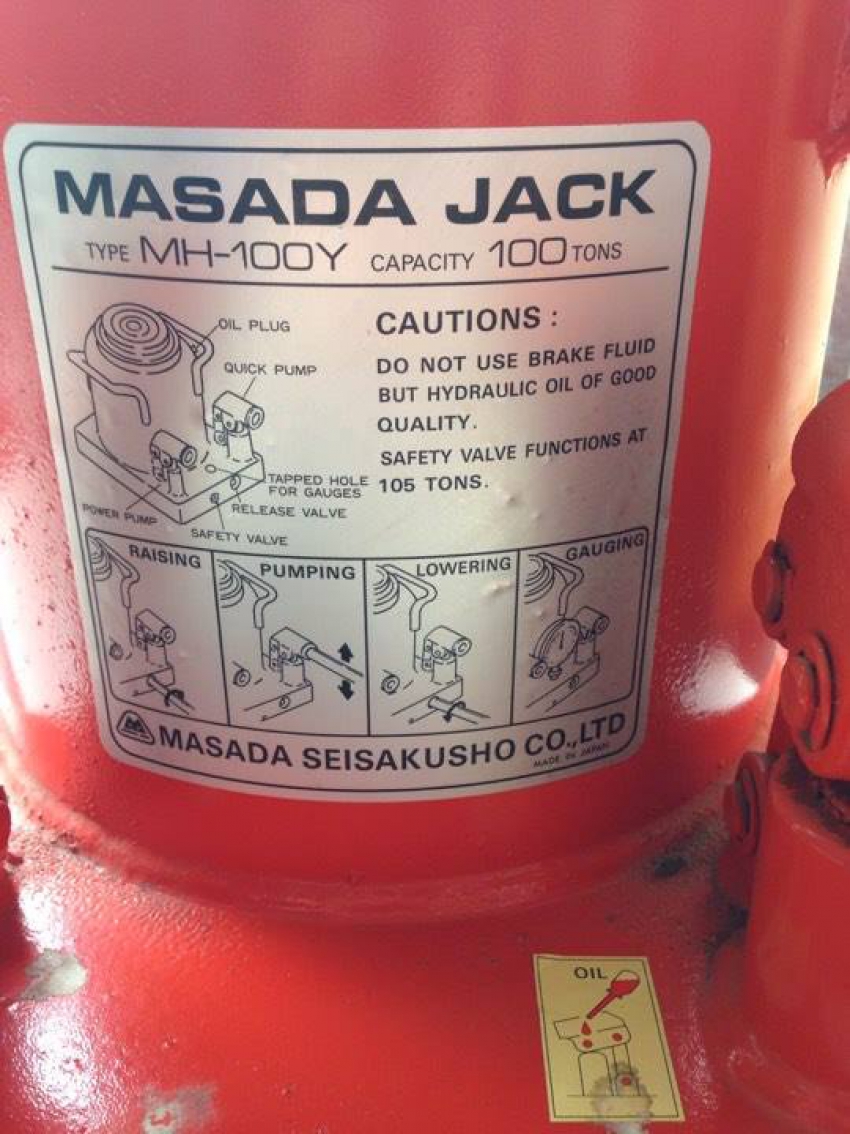 MASADA JACK
TYPE MH-100Y CAPACITY 100 TONS
OIL PLUG
QUICK PUMP
TAPPED HOLE
FOR GAUGES
RELEASE VALVE
POWER PUMP
SAFETY VALVE
CAUTIONS :
DO NOT USE BRAKE FLUID
BUT HYDRAULIC OIL OF GOOD
QUALITY.
SAFETY VALVE FUNCTIONS AT
105 TONS.
RAISING
PUMPING
LOWERING
GAUGING
MASADA SEISAKUSHO CO.,LTD
MADE IN JAPAN
OIL